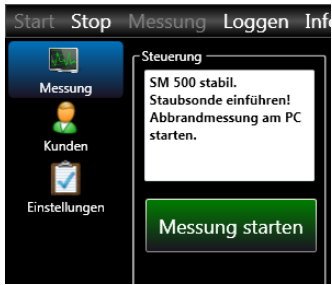 Start Stop Messung Loggen Inf
Messung
Kunden
Einstellungen
Steuerung
SM 500 stabil.
Staubsonde einführen!
Abbrandmessung am PC
starten.
Messung starten